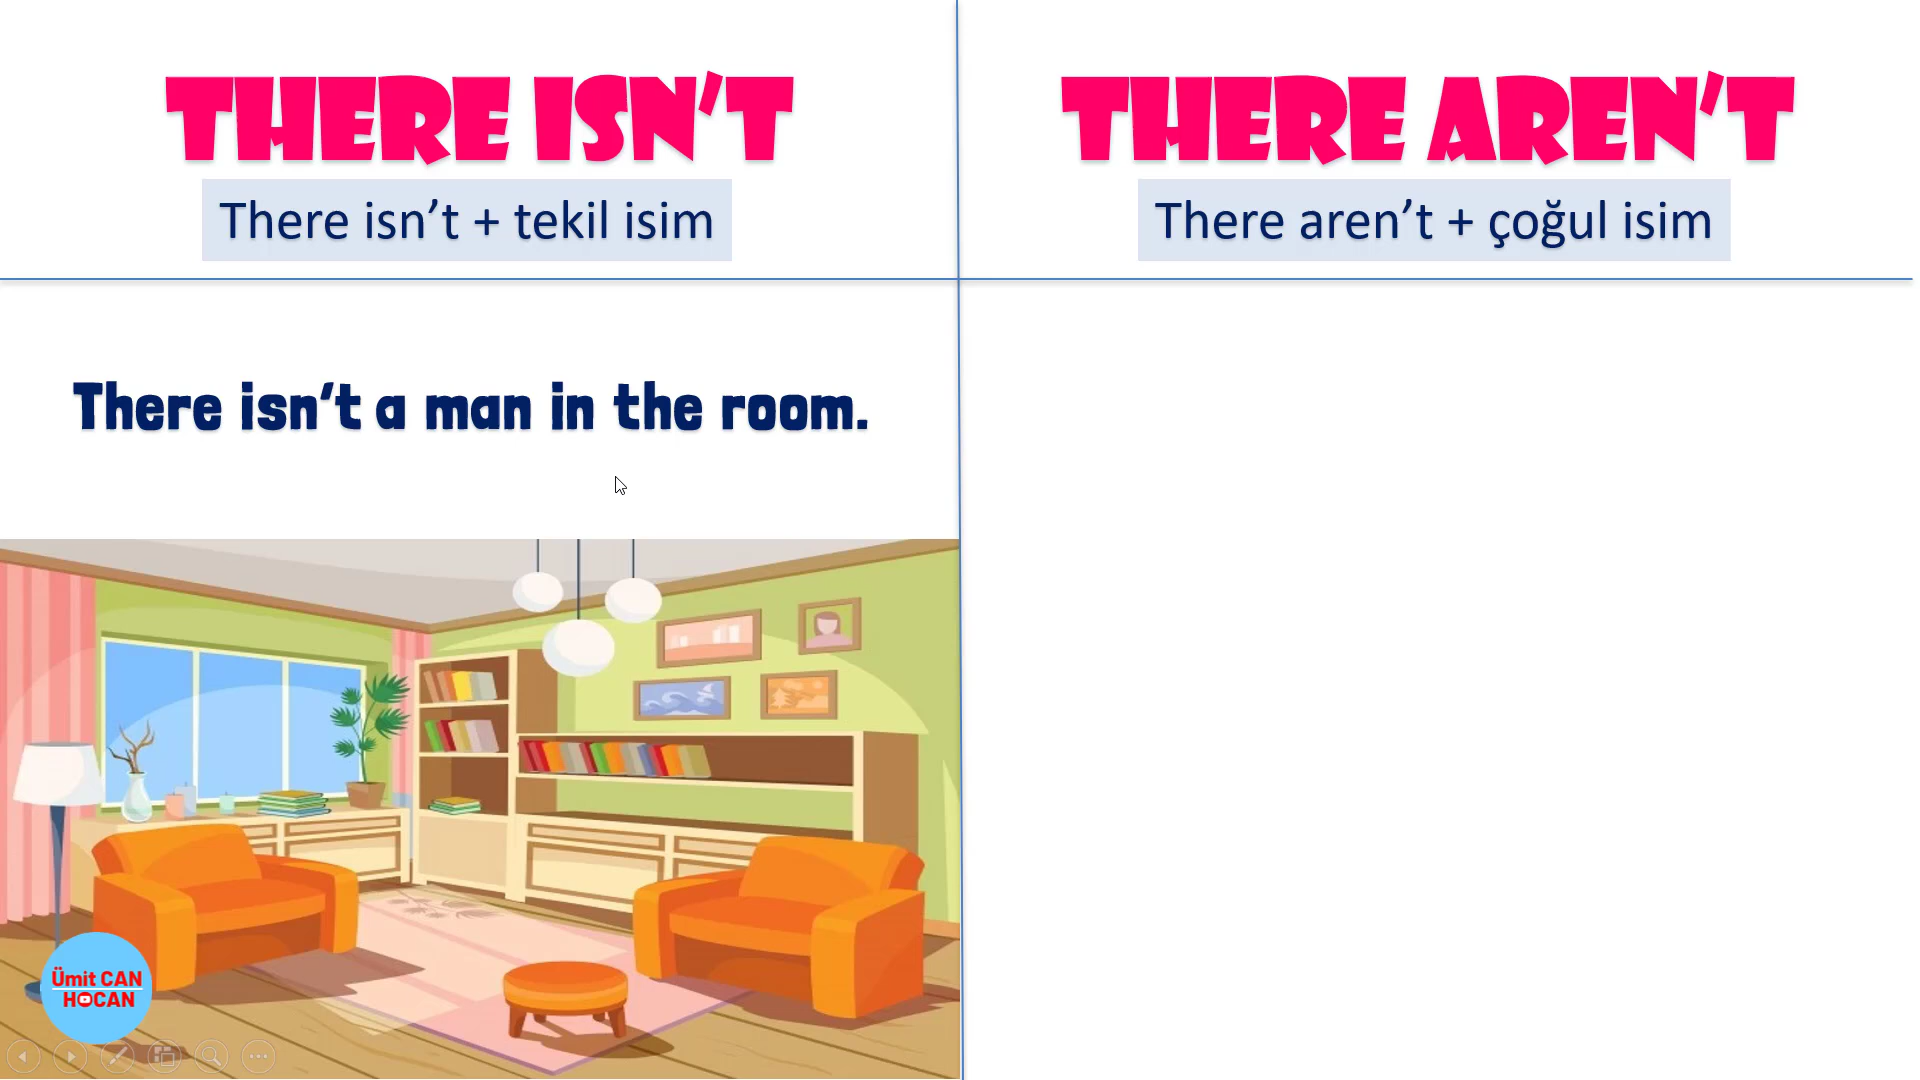 THERE ISN'T
There isn't + tekil isim
THERE AREN'T
There aren't + çoğul isim
There isn't a man in the room.
Ümit CAN
HOCAN